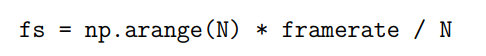 fs = np.arange(N) * framerate / N